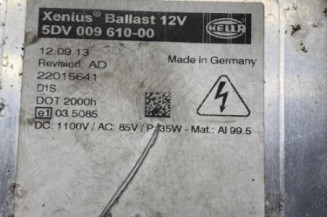 Xenius® Ballast 12V
5DV 009 610-00
HELLA
12.09.13
Revision AD
Made in Germany
22015641
D1S
DOT 2000h
e1 03.5085
DC: 1100V / AC: 85V / P: 35W - Mat.: Al 99.5